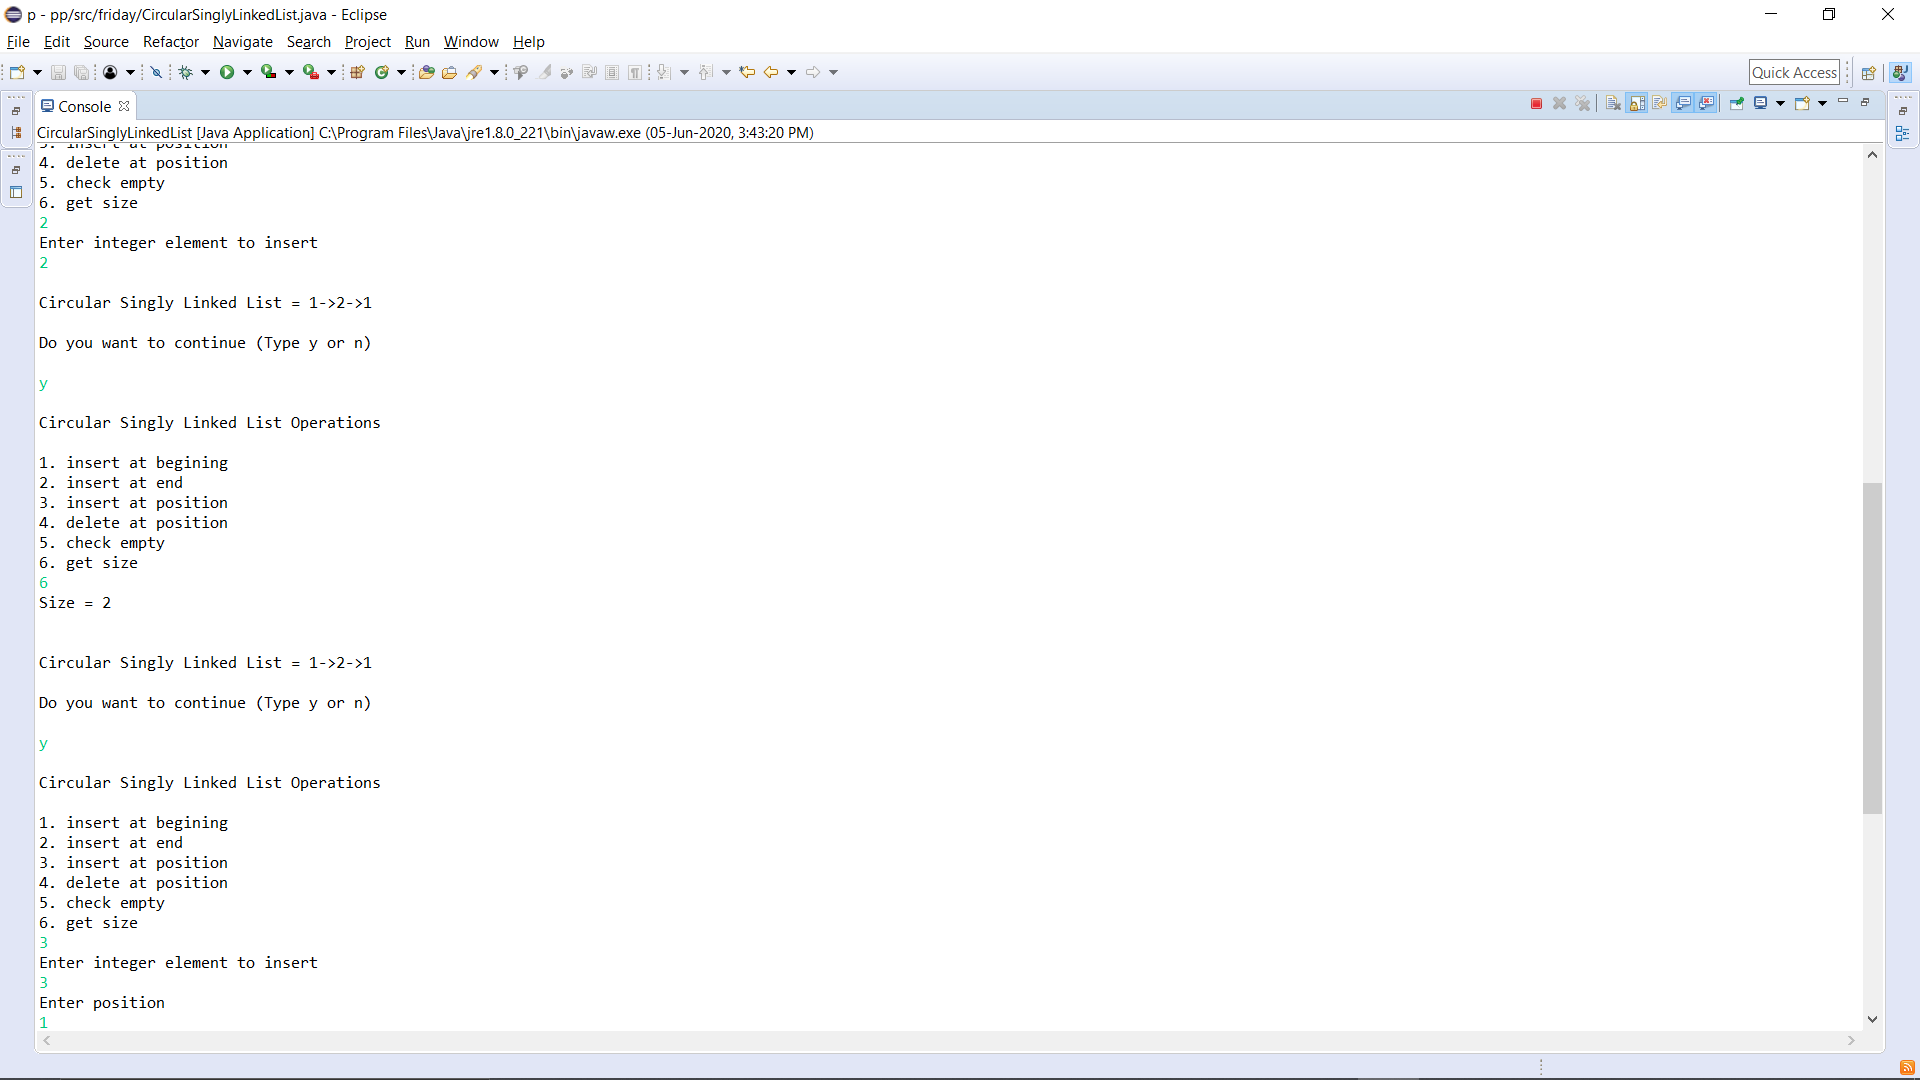 p - pp/src/friday/CircularSinglyLinkedList.java - Eclipse
File Edit Source Refactor Navigate Search Project Run Window Help
Quick Access
Console
CircularSinglyLinkedList [Java Application] C:\Program Files\Java\jre1.8.0_221\bin\javaw.exe (05-Jun-2020, 3:43:20 PM)
3. insert at position
4. delete at position
5. check empty
6. get size
2
Enter integer element to insert
2
Circular Singly Linked List = 1->2->1
Do you want to continue (Type y or n)
y
Circular Singly Linked List Operations
1. insert at begining
2. insert at end
3. insert at position
4. delete at position
5. check empty
6. get size
6
Size = 2
Circular Singly Linked List = 1->2->1
Do you want to continue (Type y or n)
y
Circular Singly Linked List Operations
1. insert at begining
2. insert at end
3. insert at position
4. delete at position
5. check empty
6. get size
3
Enter integer element to insert
3
Enter position
1